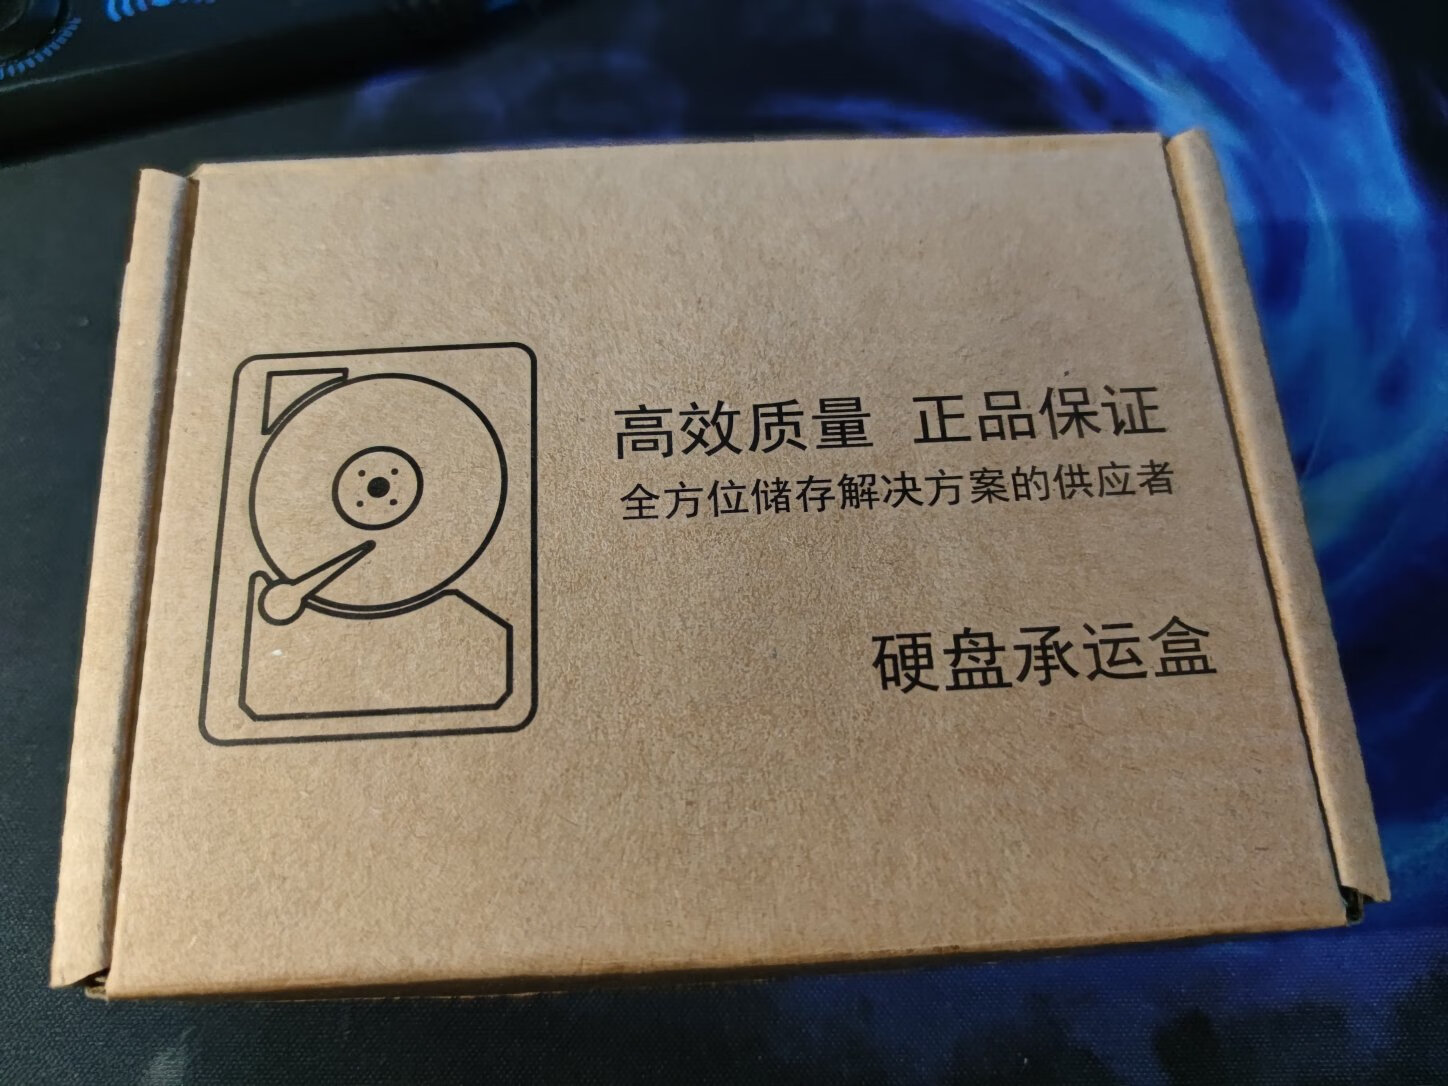 高效质量 正品保证
全方位储存解决方案的供应者
硬盘承运盒